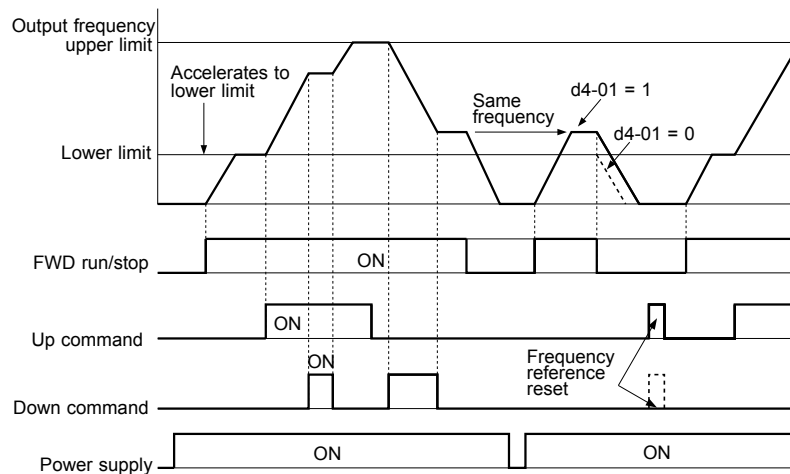 Output frequency
upper limit
Accelerates to
lower limit
Same
frequency
d4-01 = 1
d4-01 = 0
Lower limit
FWD run/stop
ON
Up command
ON
ON
Frequency
reference
reset
Down command
Power supply
ON
ON